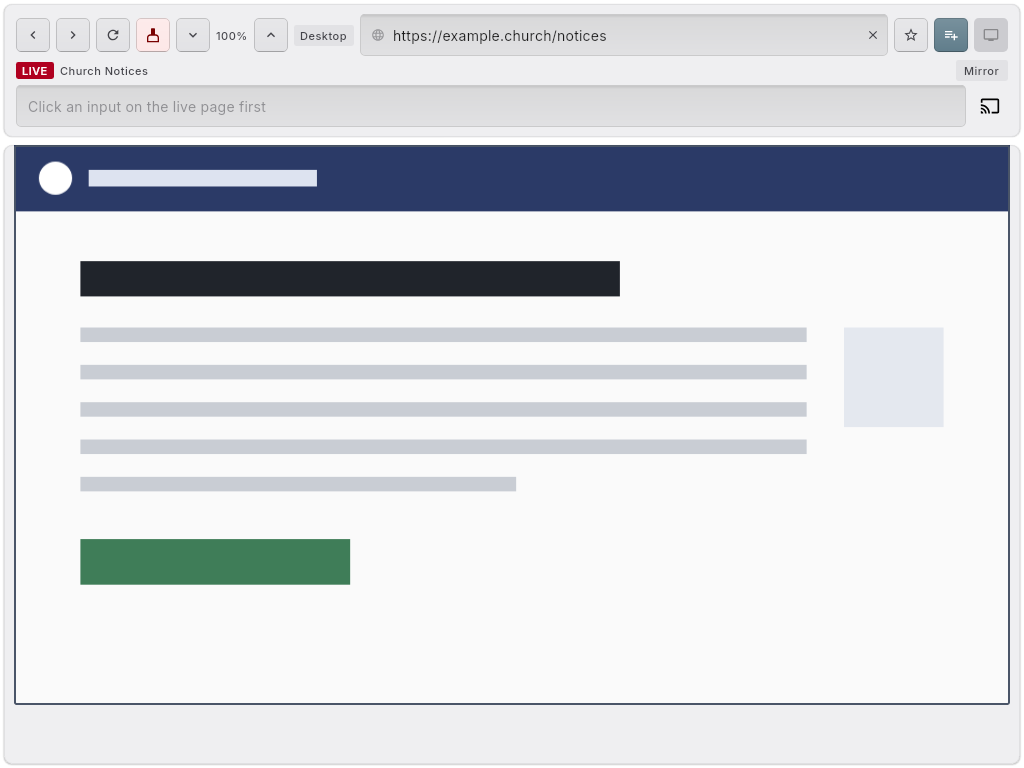 100%
Desktop
https://example.church/notices
LIVE
Church Notices
Mirror
Click an input on the live page first